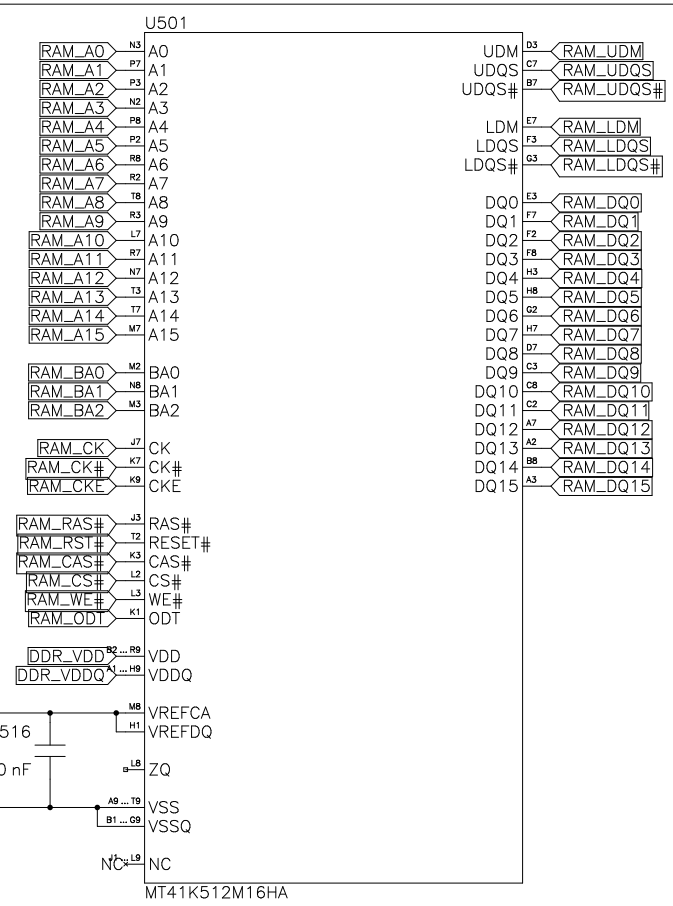 U501
RAM_A0 N3 A0 UDM D3 RAM_UDM
RAM_A1 P7 A1 UDQS C7 RAM_UDQS
RAM_A2 P3 A2 UDQS# B7 RAM_UDQS#
RAM_A3 N2 A3
RAM_A4 P8 A4 LDM E7 RAM_LDM
RAM_A5 P2 A5 LDQS F3 RAM_LDQS
RAM_A6 R8 A6 LDQS# G3 RAM_LDQS#
RAM_A7 R2 A7
RAM_A8 T8 A8 DQ0 E3 RAM_DQ0
RAM_A9 R3 A9 DQ1 F7 RAM_DQ1
RAM_A10 L7 A10 DQ2 F2 RAM_DQ2
RAM_A11 R7 A11 DQ3 F8 RAM_DQ3
RAM_A12 N7 A12 DQ4 H3 RAM_DQ4
RAM_A13 T3 A13 DQ5 H8 RAM_DQ5
RAM_A14 T7 A14 DQ6 G2 RAM_DQ6
RAM_A15 M7 A15 DQ7 H7 RAM_DQ7
DQ8 D7 RAM_DQ8
RAM_BA0 M2 BA0 DQ9 C3 RAM_DQ9
RAM_BA1 N8 BA1 DQ10 C8 RAM_DQ10
RAM_BA2 M3 BA2 DQ11 C2 RAM_DQ11
DQ12 A7 RAM_DQ12
RAM_CK J7 CK DQ13 A2 RAM_DQ13
RAM_CK# K7 CK# DQ14 B8 RAM_DQ14
RAM_CKE K9 CKE DQ15 A3 RAM_DQ15
RAM_RAS# J3 RAS#
RAM_RST# T2 RESET#
RAM_CAS# K3 CAS#
RAM_CS# L2 CS#
RAM_WE# L3 WE#
RAM_ODT K1 ODT
DDR_VDD B2 ... R9 VDD
DDR_VDDQ A1 ... H9 VDDQ
M8 VREFCA
516 H1 VREFDQ
0 nF L8 ZQ
A9 ... T9 VSS
B1 ... G9 VSSQ
NC J1 ... L9 NC
MT41K512M16HA